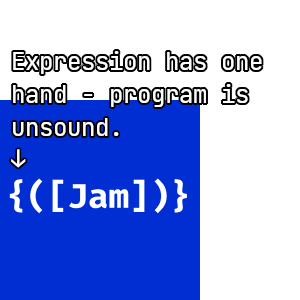 Expression has one
hand - program is
unsound.
↓
{([Jam])}